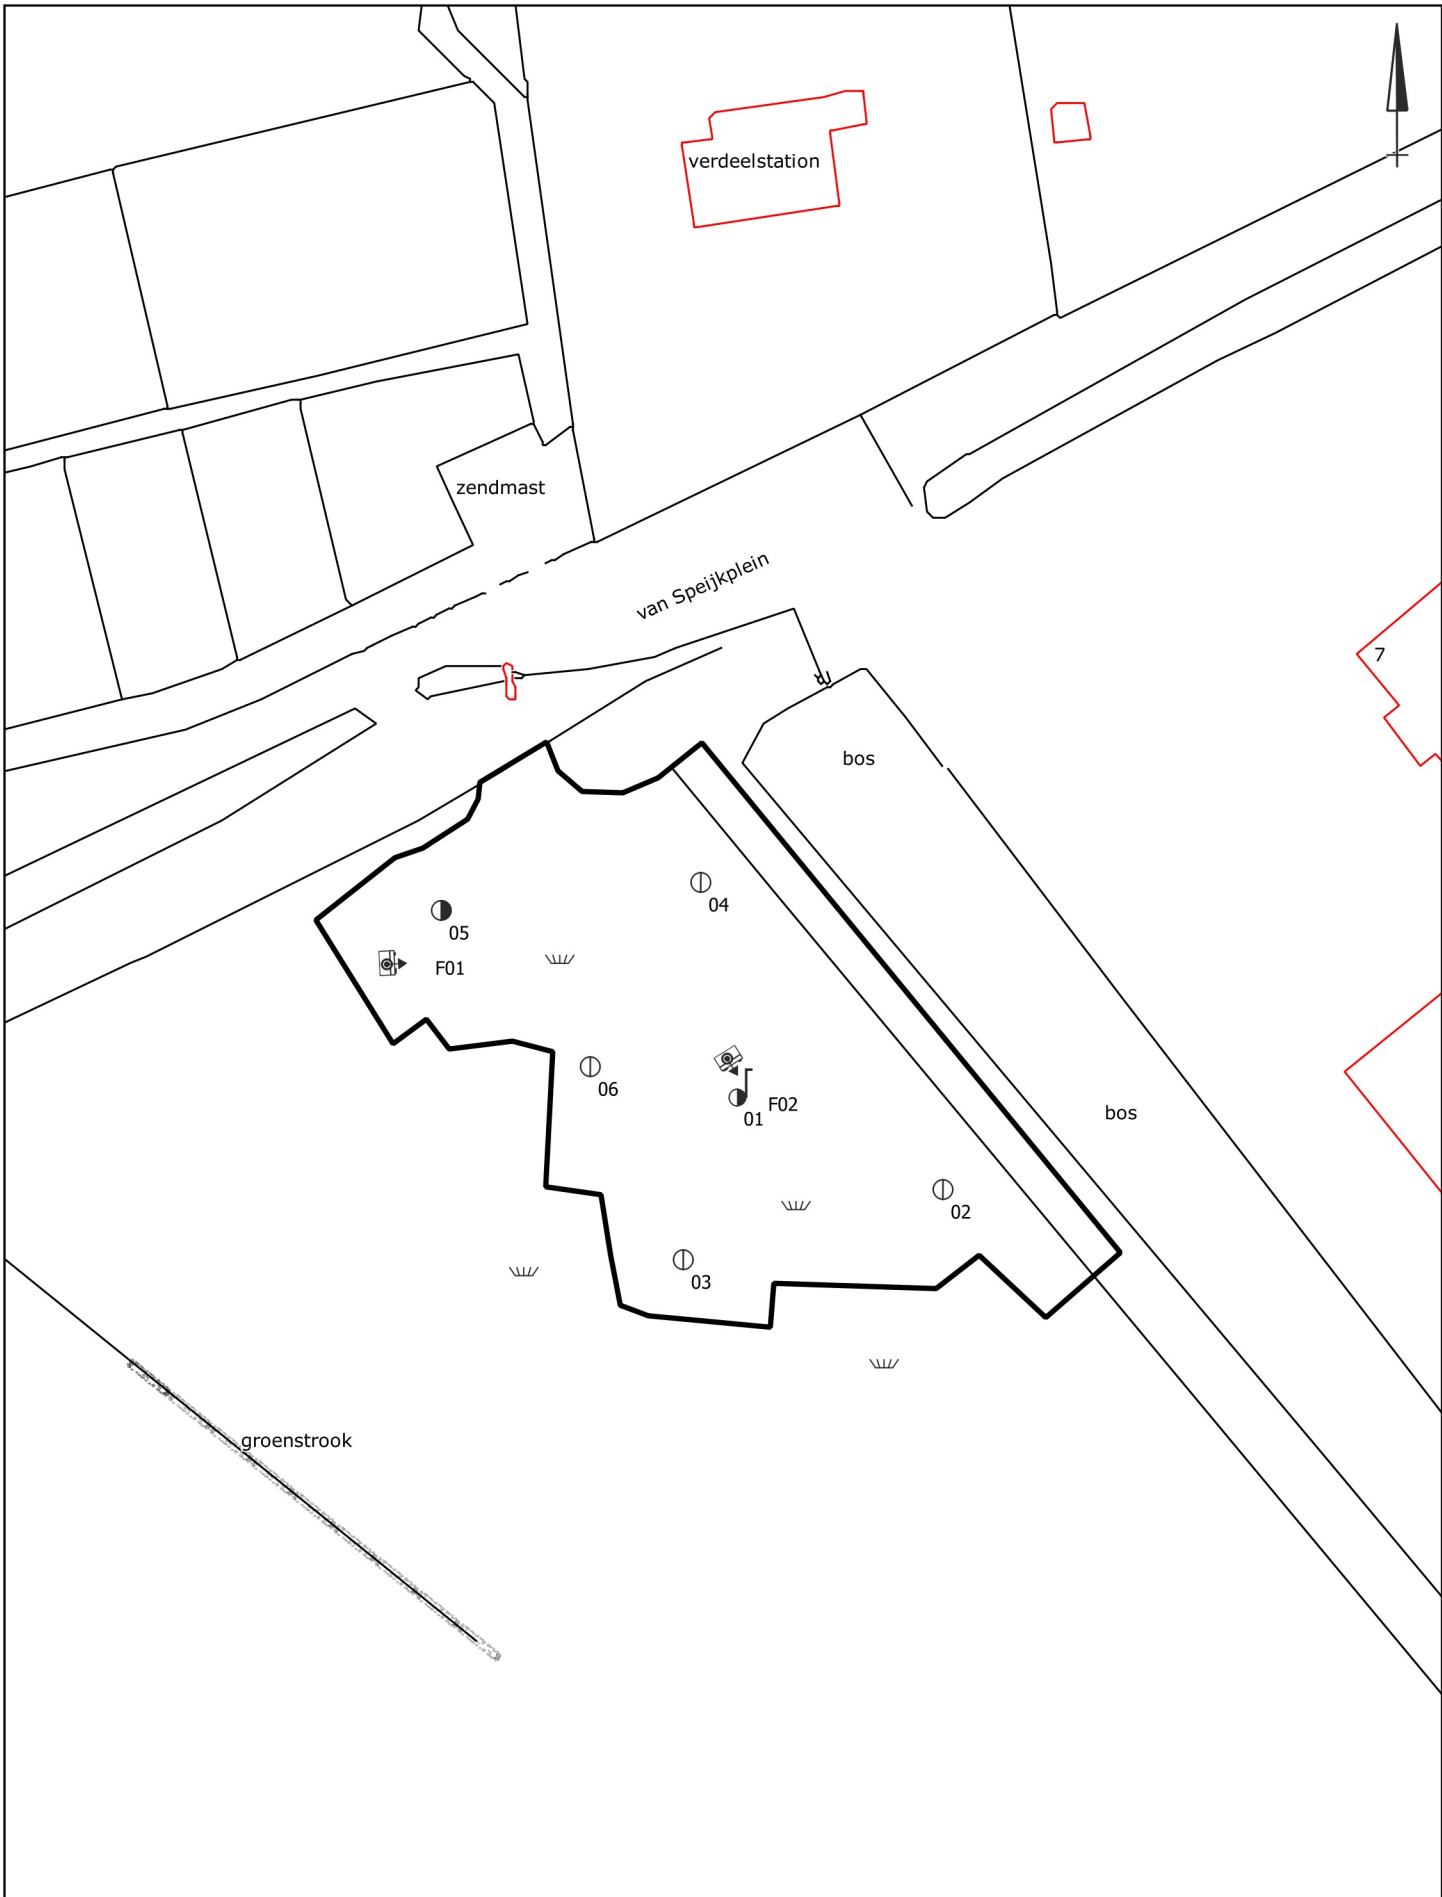 verdeelstation
zendmast
van Speijkplein
7
bos
04
05
F01
06
F02
01
bos
02
03
groenstrook